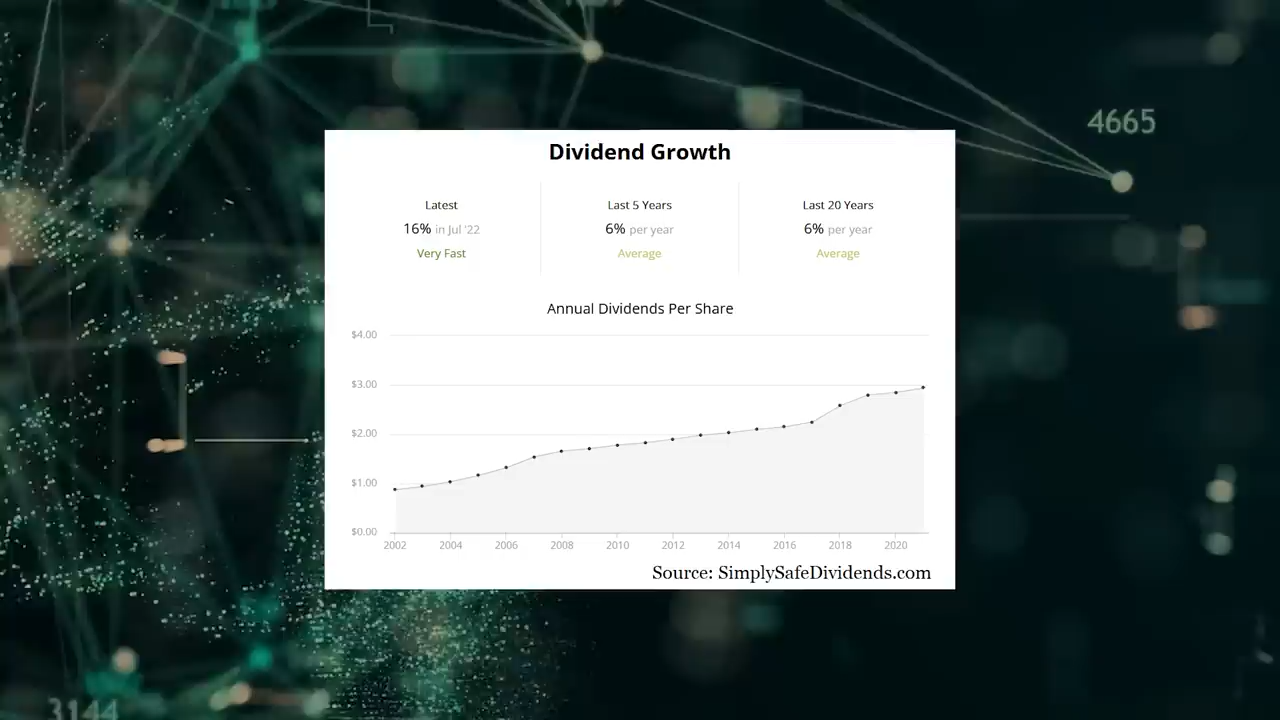 4665
Dividend Growth
Latest
Last 5 Years
Last 20 Years
16% in Jul '22
6% per year
6% per year
Very Fast
Average
Average
Annual Dividends Per Share
$4.00
$3.00
$2.00
$1.00
$0.00
2002 2004 2006 2008 2010 2012 2014 2016 2018 2020
Source: SimplySafeDividends.com
3144